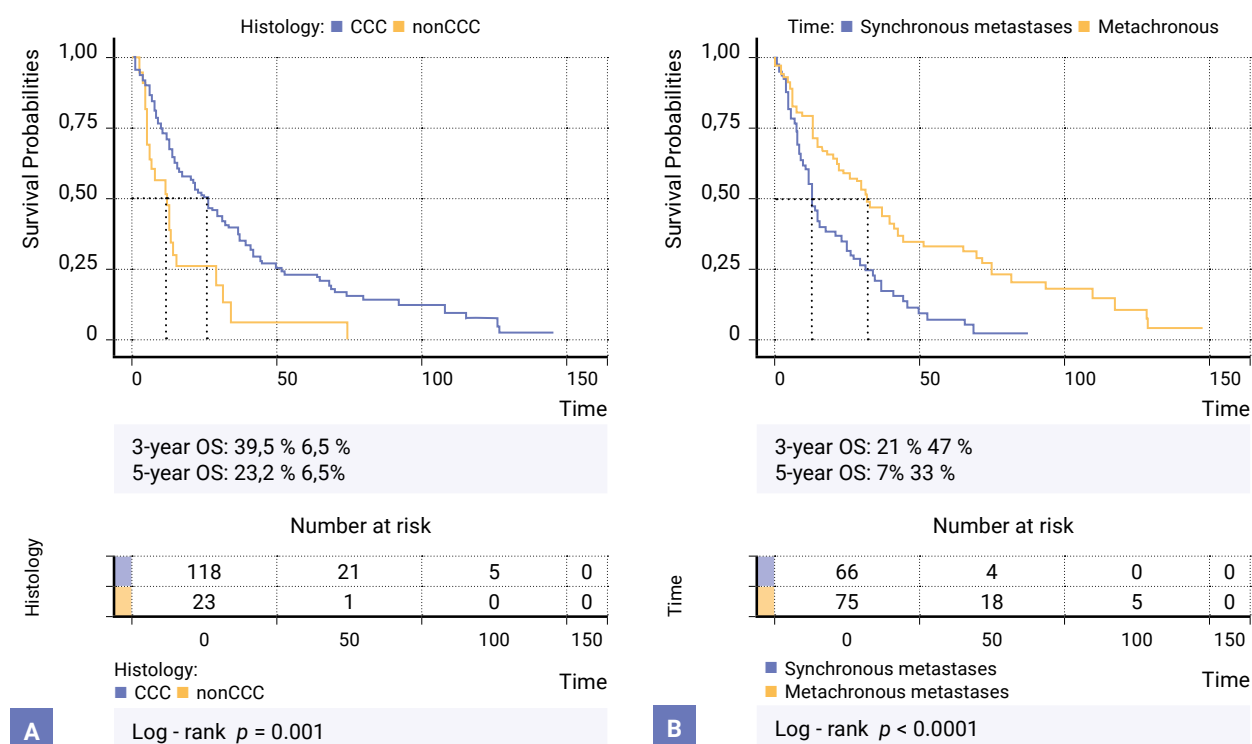 Histology: CCC nonCCC
Survival Probabilities
1,00
0,75
0,50
0,25
0
0 50 100 150
Time
3-year OS: 39,5 % 6,5 %
5-year OS: 23,2 % 6,5%
Number at risk
Histology
118 21 5 0
23 1 0 0
0 50 100 150
Time
Histology:
CCC nonCCC
A
Log - rank p = 0.001
Time: Synchronous metastases Metachronous
Survival Probabilities
1,00
0,75
0,50
0,25
0
0 50 100 150
Time
3-year OS: 21 % 47 %
5-year OS: 7% 33 %
Number at risk
Time
66 4 0 0
75 18 5 0
0 50 100 150
Time
Synchronous metastases
Metachronous metastases
B
Log - rank p < 0.0001